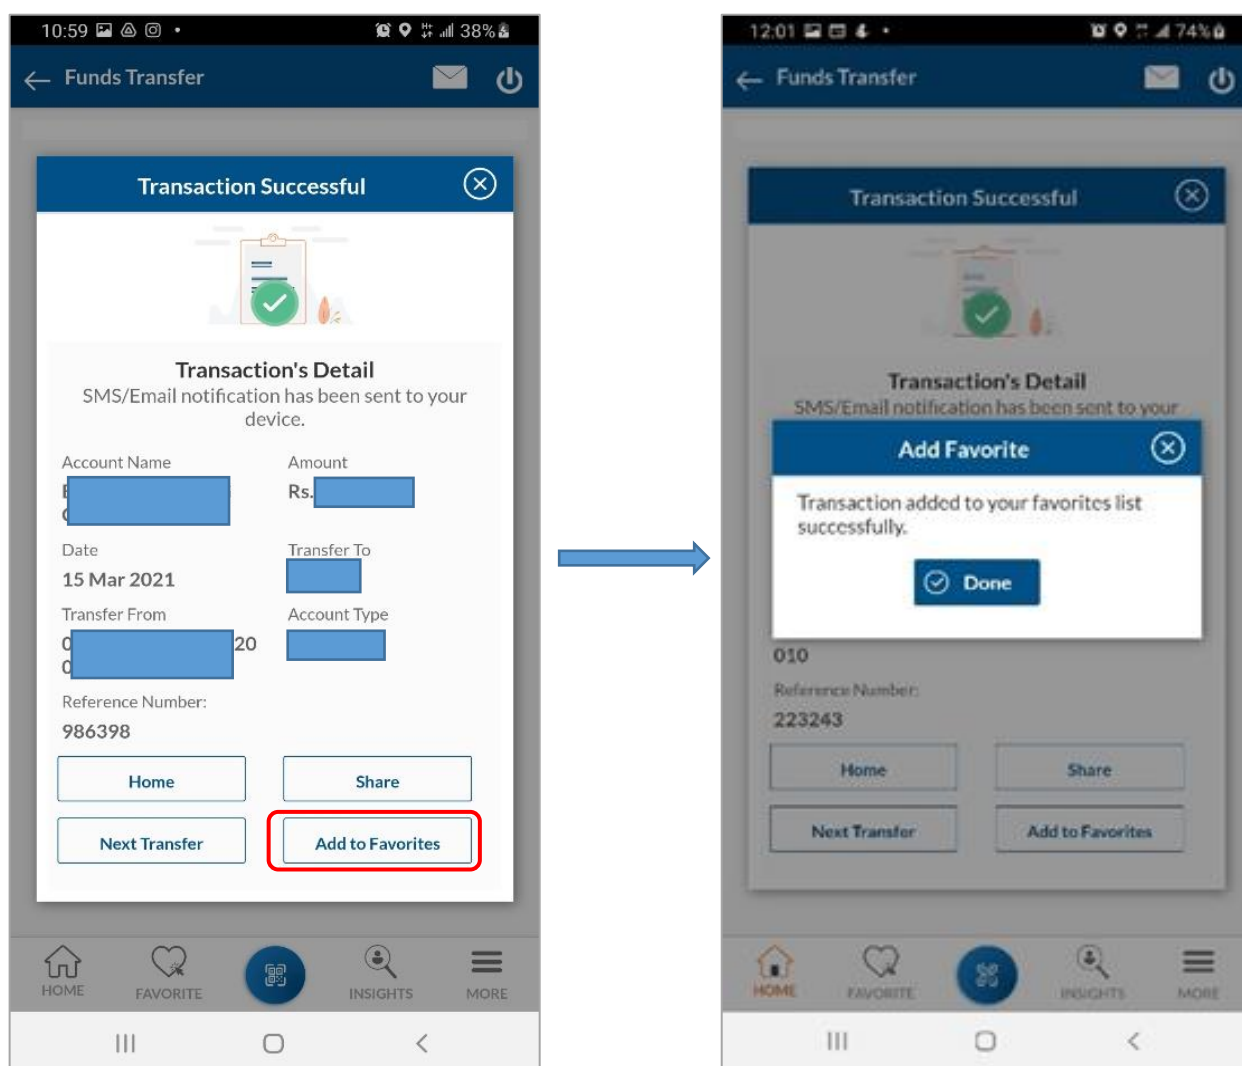 10:59
38%
Funds Transfer
Transaction Successful
Transaction's Detail
SMS/Email notification has been sent to your
device.
Account Name
Amount
Rs.
Date
Transfer To
15 Mar 2021
Transfer From
Account Type
20
Reference Number:
986398
Home
Share
Next Transfer
Add to Favorites
HOME
FAVORITE
INSIGHTS
MORE
12:01
74%
Funds Transfer
Transaction Successful
Transaction's Detail
SMS/Email notification has been sent to your
Add Favorite
Transaction added to your favorites list
successfully.
Done
010
Reference Number:
223243
Home
Share
Next Transfer
Add to Favorites
HOME
FAVORITE
INSIGHTS
MORE